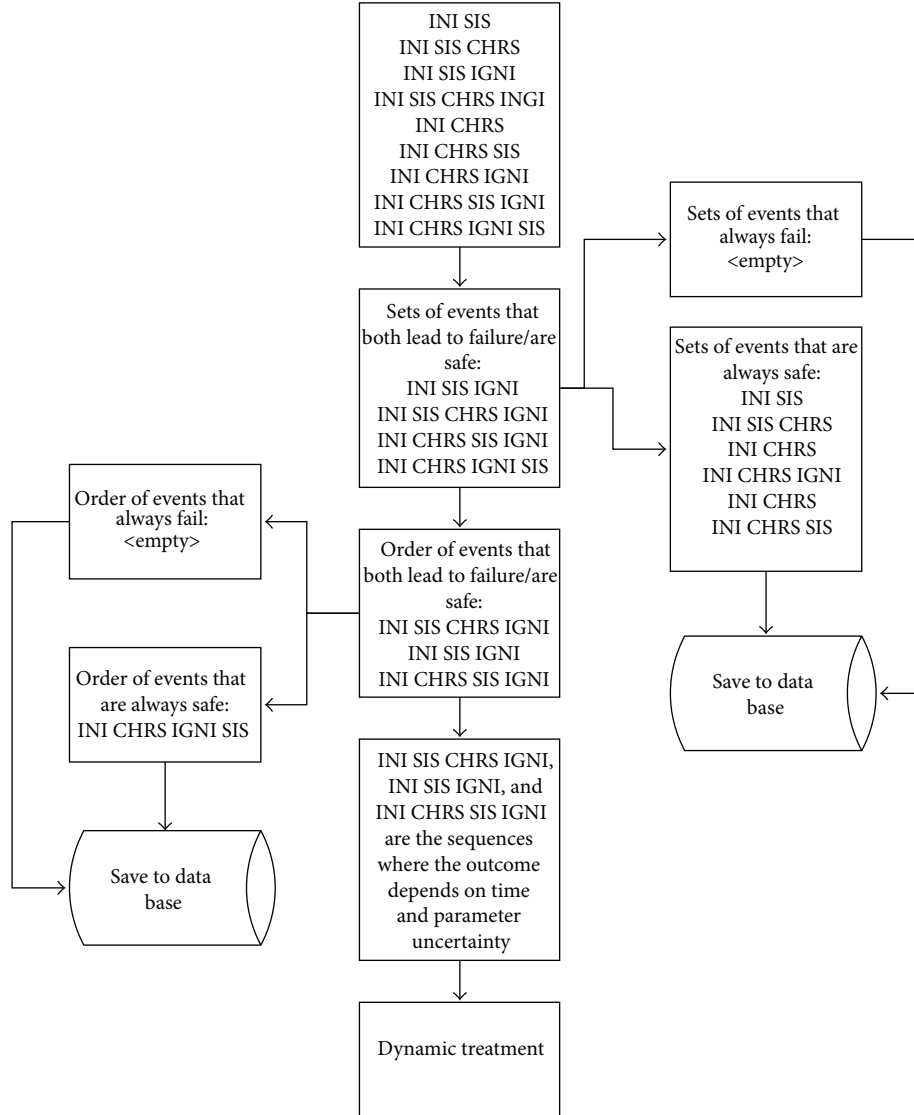 INI SIS
INI SIS CHRS
INI SIS IGNI
INI SIS CHRS INGI
INI CHRS
INI CHRS SIS
INI CHRS IGNI
INI CHRS SIS IGNI
INI CHRS IGNI SIS
Sets of events that
always fail:
<empty>
Sets of events that
both lead to failure/are
safe:
INI SIS IGNI
INI SIS CHRS IGNI
INI CHRS SIS IGNI
INI CHRS IGNI SIS
Sets of events that are
always safe:
INI SIS
INI SIS CHRS
INI CHRS
INI CHRS IGNI
INI CHRS
INI CHRS SIS
Order of events that
always fail:
<empty>
Order of events that
both lead to failure/are
safe:
INI SIS CHRS IGNI
INI SIS IGNI
INI CHRS SIS IGNI
Save to data
base
Order of events that
are always safe:
INI CHRS IGNI SIS
INI SIS CHRS IGNI,
INI SIS IGNI, and
INI CHRS SIS IGNI
are the sequences
where the outcome
depends on time
and parameter
uncertainty
Save to data
base
Dynamic treatment